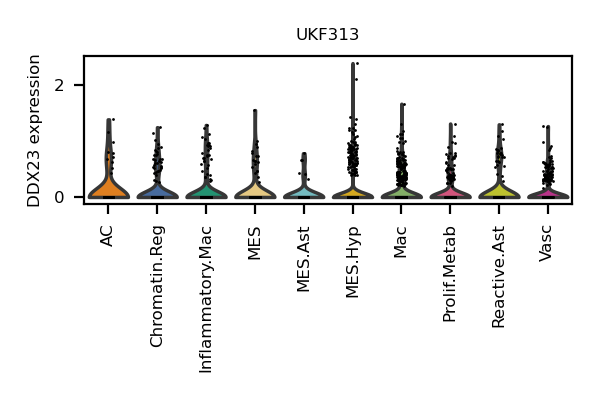 UKF313
DDX23 expression
2
0
AC
Chromatin.Reg
Inflammatory.Mac
MES
MES.Ast
MES.Hyp
Mac
Prolif.Metab
Reactive.Ast
Vasc